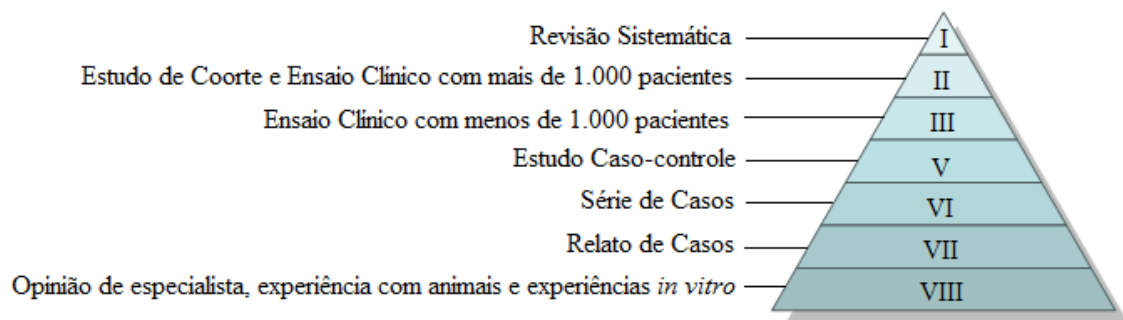 Revisão Sistemática I
Estudo de Coorte e Ensaio Clínico com mais de 1.000 pacientes II
Ensaio Clínico com menos de 1.000 pacientes III
Estudo Caso-controle V
Série de Casos VI
Relato de Casos VII
Opinião de especialista, experiência com animais e experiências in vitro VIII